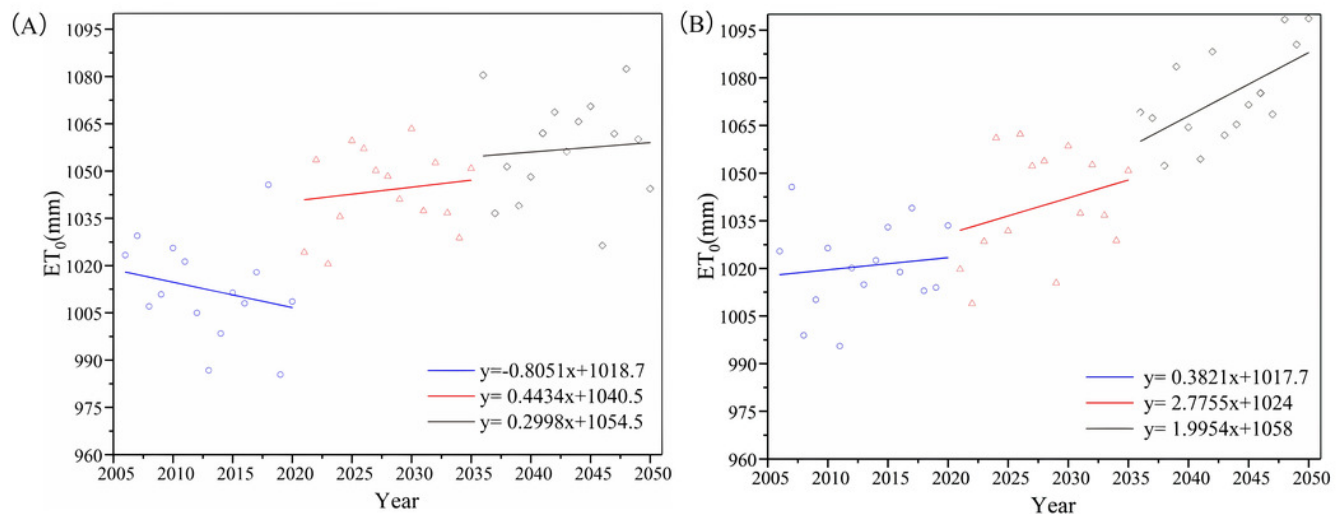 (A)
1095
1080
1065
1050
1035
1020
1005
990
975
960
ET₀(mm)
y=-0.8051x+1018.7
y= 0.4434x+1040.5
y= 0.2998x+1054.5
2005 2010 2015 2020 2025 2030 2035 2040 2045 2050
Year
(B)
1095
1080
1065
1050
1035
1020
1005
990
975
960
ET₀(mm)
y= 0.3821x+1017.7
y= 2.7755x+1024
y= 1.9954x+1058
2005 2010 2015 2020 2025 2030 2035 2040 2045 2050
Year